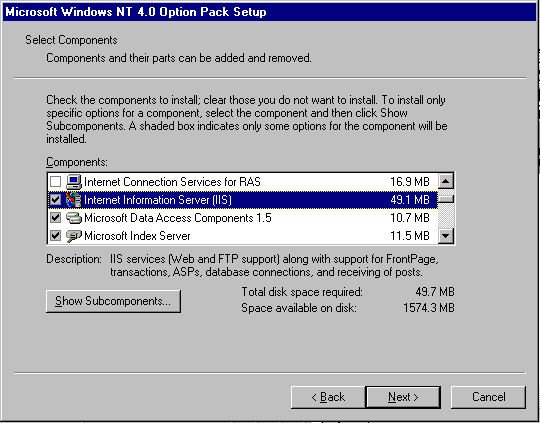 Microsoft Windows NT 4.0 Option Pack Setup
Select Components
Components and their parts can be added and removed.
Check the components to install; clear those you do not want to install. To install only
specific options for a component, select the component and then click Show
Subcomponents. A shaded box indicates only some options for the component will be
installed.
Components:
Internet Connection Services for RAS 16.9 MB
Internet Information Server (IIS) 49.1 MB
Microsoft Data Access Components 1.5 10.7 MB
Microsoft Index Server 11.5 MB
Description: IIS services (Web and FTP support) along with support for FrontPage,
transactions, ASPs, database connections, and receiving of posts.
Show Subcomponents...
Total disk space required: 49.7 MB
Space available on disk: 1574.3 MB
< Back
Next >
Cancel